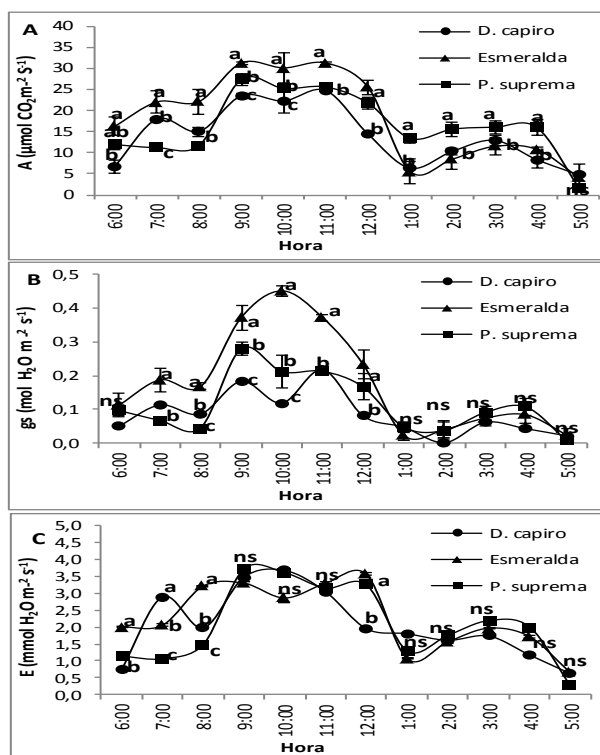 A
A (µmol CO₂m⁻² S⁻¹)
40
35
30
25
20
15
10
5
0
D. capiro
Esmeralda
P. suprema
a a a a a a a a a a a
ab b b b b b b b b b b
b c c c ns
6:00 7:00 8:00 9:00 10:00 11:00 12:00 1:00 2:00 3:00 4:00 5:00
Hora
B
gs (mol H₂O m⁻² s⁻¹)
0,5
0,4
0,3
0,2
0,1
0,0
D. capiro
Esmeralda
P. suprema
ns a a a a a a ns ns ns ns ns
b c b b b b
c c
6:00 7:00 8:00 9:00 10:00 11:00 12:00 1:00 2:00 3:00 4:00 5:00
Hora
C
E (mmol H₂O m⁻² s⁻¹)
5,0
4,5
4,0
3,5
3,0
2,5
2,0
1,5
1,0
0,5
0,0
D. capiro
Esmeralda
P. suprema
a a a ns ns ns a ns ns ns ns ns
b b b
c c c
6:00 7:00 8:00 9:00 10:00 11:00 12:00 1:00 2:00 3:00 4:00 5:00
Hora